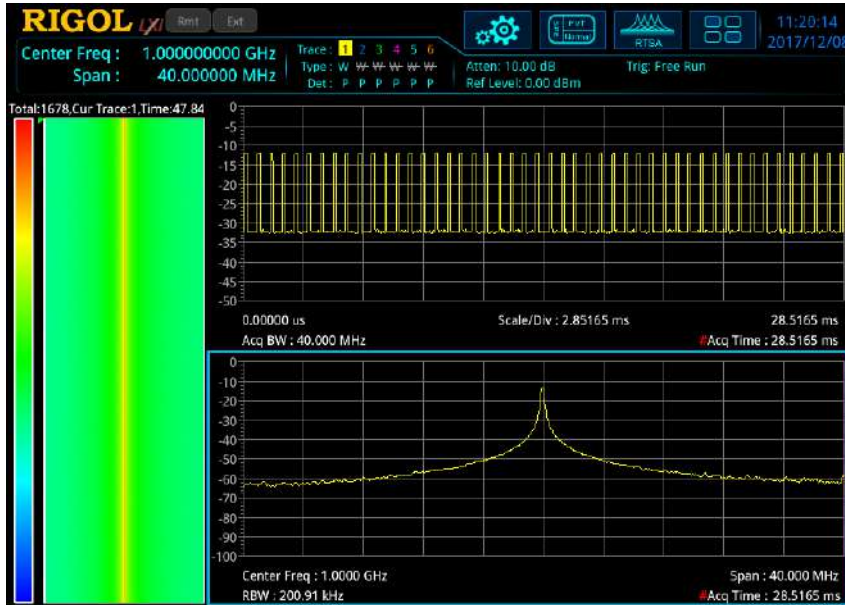 RIGOL LXI Rmt Ext
PVT
Normal
RTSA
11:20:14
2017/12/08
Center Freq : 1.000000000 GHz
Span : 40.000000 MHz
Trace : 1 2 3 4 5 6
Type : W W W W W W
Det : P P P P P P
Atten: 10.00 dB
Ref Level: 0.00 dBm
Trig: Free Run
Total:1678,Cur Trace:1,Time:47.84
0
-5
-10
-15
-20
-25
-30
-35
-40
-45
-50
0.00000 us Scale/Div : 2.85165 ms 28.5165 ms
Acq BW : 40.000 MHz #Acq Time : 28.5165 ms
0
-10
-20
-30
-40
-50
-60
-70
-80
-90
-100
Center Freq : 1.0000 GHz Span : 40.000 MHz
RBW : 200.91 kHz #Acq Time : 28.5165 ms